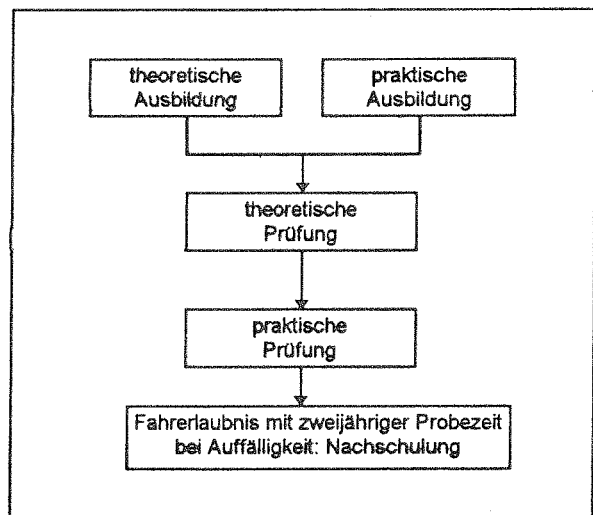 theoretische
Ausbildung
praktische
Ausbildung
theoretische
Prüfung
praktische
Prüfung
Fahrerlaubnis mit zweijähriger Probezeit
bei Auffälligkeit: Nachschulung